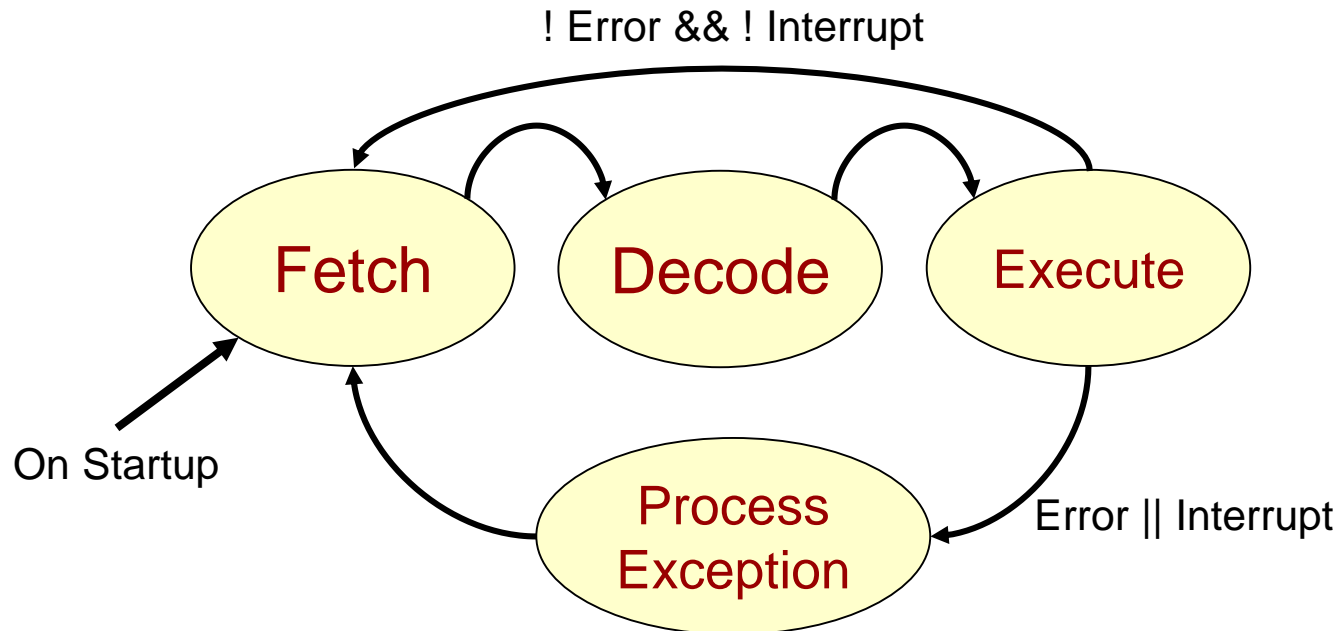 ! Error && ! Interrupt
Fetch
Decode
Execute
On Startup
Process
Exception
Error || Interrupt